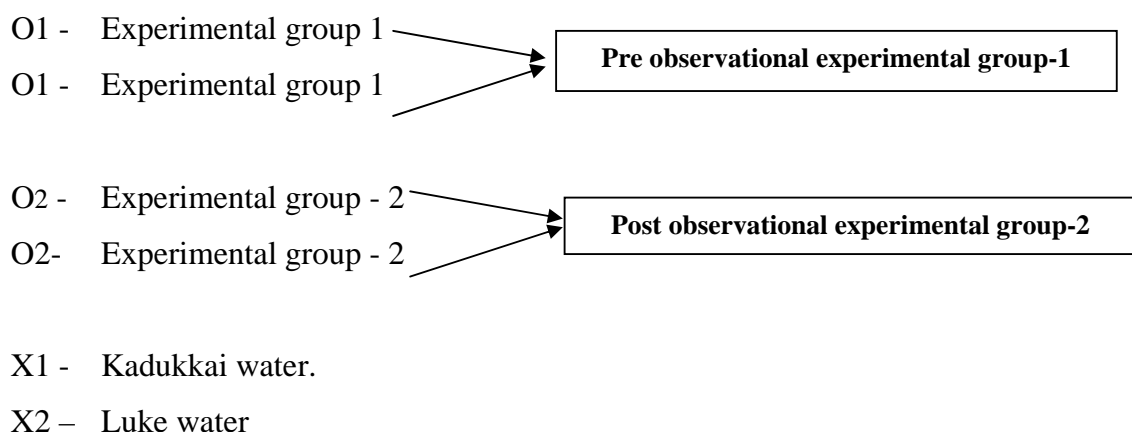 O1 - Experimental group 1
Pre observational experimental group-1
O1 - Experimental group 1
O2 - Experimental group - 2
Post observational experimental group-2
O2- Experimental group - 2
X1 - Kadukkai water.
X2 – Luke water